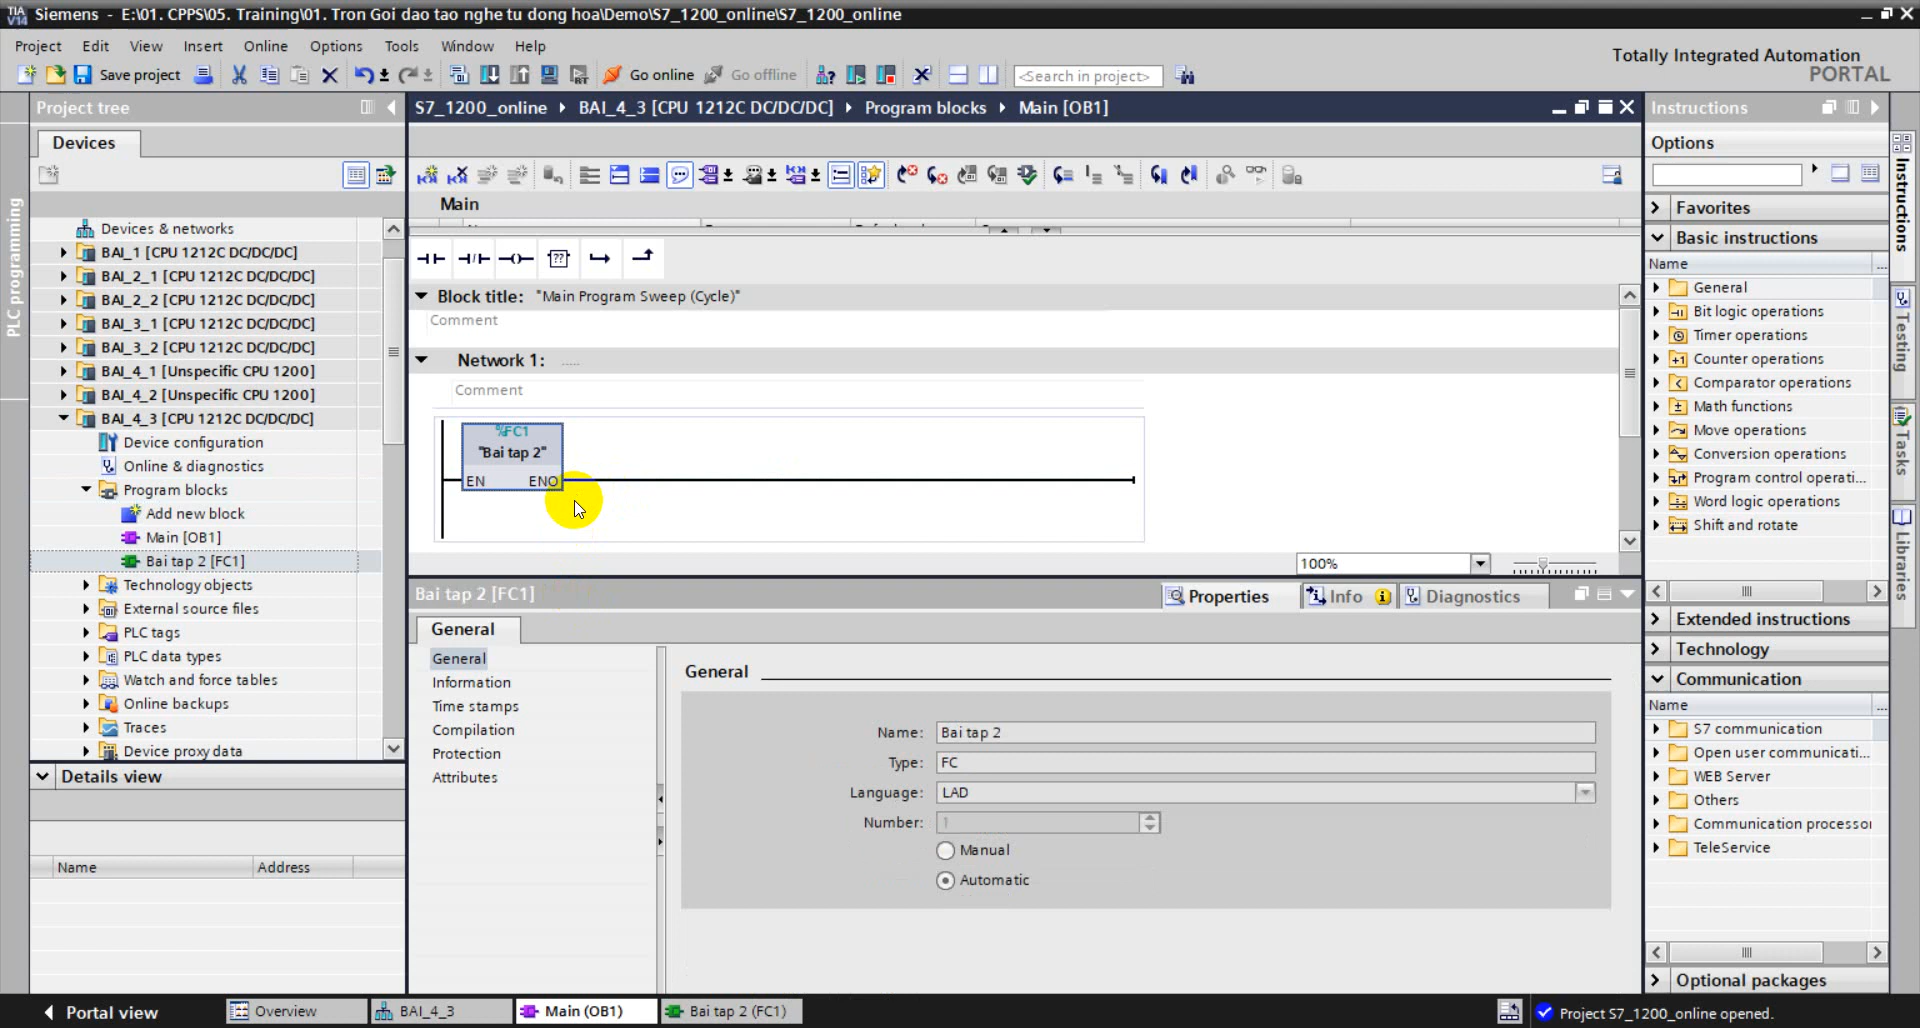 TIA V14 Siemens - E:\01. CPPS\05. Training\01. Tron Goi dao tao nghe tu dong hoa\Demo\S7_1200_online\S7_1200_online
Project Edit View Insert Online Options Tools Window Help
Totally Integrated Automation
PORTAL
Save project
Go online
Go offline
<Search in project>
Project tree
Devices
PLC programming
Devices & networks
BAI_1 [CPU 1212C DC/DC/DC]
BAI_2_1 [CPU 1212C DC/DC/DC]
BAI_2_2 [CPU 1212C DC/DC/DC]
BAI_3_1 [CPU 1212C DC/DC/DC]
BAI_3_2 [CPU 1212C DC/DC/DC]
BAI_4_1 [Unspecific CPU 1200]
BAI_4_2 [Unspecific CPU 1200]
BAI_4_3 [CPU 1212C DC/DC/DC]
Device configuration
Online & diagnostics
Program blocks
Add new block
Main [OB1]
Bai tap 2 [FC1]
Technology objects
External source files
PLC tags
PLC data types
Watch and force tables
Online backups
Traces
Device proxy data
Details view
Name Address
S7_1200_online BAI_4_3 [CPU 1212C DC/DC/DC] Program blocks Main [OB1]
Main
Block title: "Main Program Sweep (Cycle)"
Comment
Network 1: .....
Comment
%FC1
"Bai tap 2"
EN ENO
100%
Bai tap 2 [FC1]
Properties Info Diagnostics
General
General
Information
Time stamps
Compilation
Protection
Attributes
General
Name: Bai tap 2
Type: FC
Language: LAD
Number: 1
Manual
Automatic
Instructions
Options
Favorites
Basic instructions
Name ...
General
Bit logic operations
Timer operations
Counter operations
Comparator operations
Math functions
Move operations
Conversion operations
Program control operati...
Word logic operations
Shift and rotate
Extended instructions
Technology
Communication
Name ...
S7 communication
Open user communicati...
WEB Server
Others
Communication processor
TeleService
Optional packages
Instructions
Testing
Tasks
Libraries
Portal view Overview BAI_4_3 Main (OB1) Bai tap 2 (FC1)
Project S7_1200_online opened.